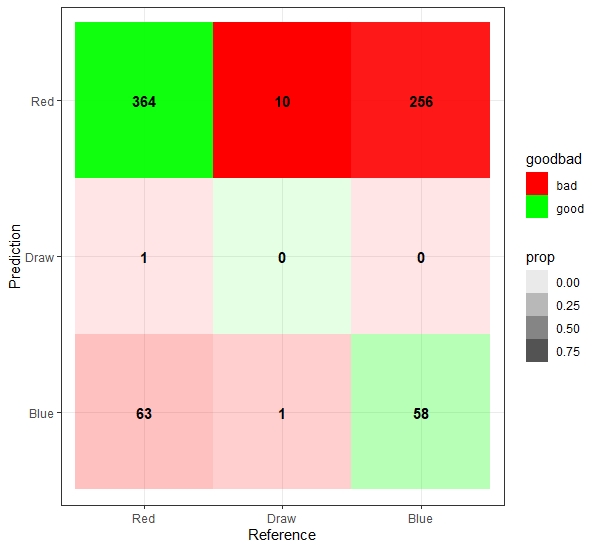 Red 364 10 256
Draw 1 0 0
Blue 63 1 58
Red Draw Blue
Reference
Prediction
goodbad
bad
good
prop
0.00
0.25
0.50
0.75